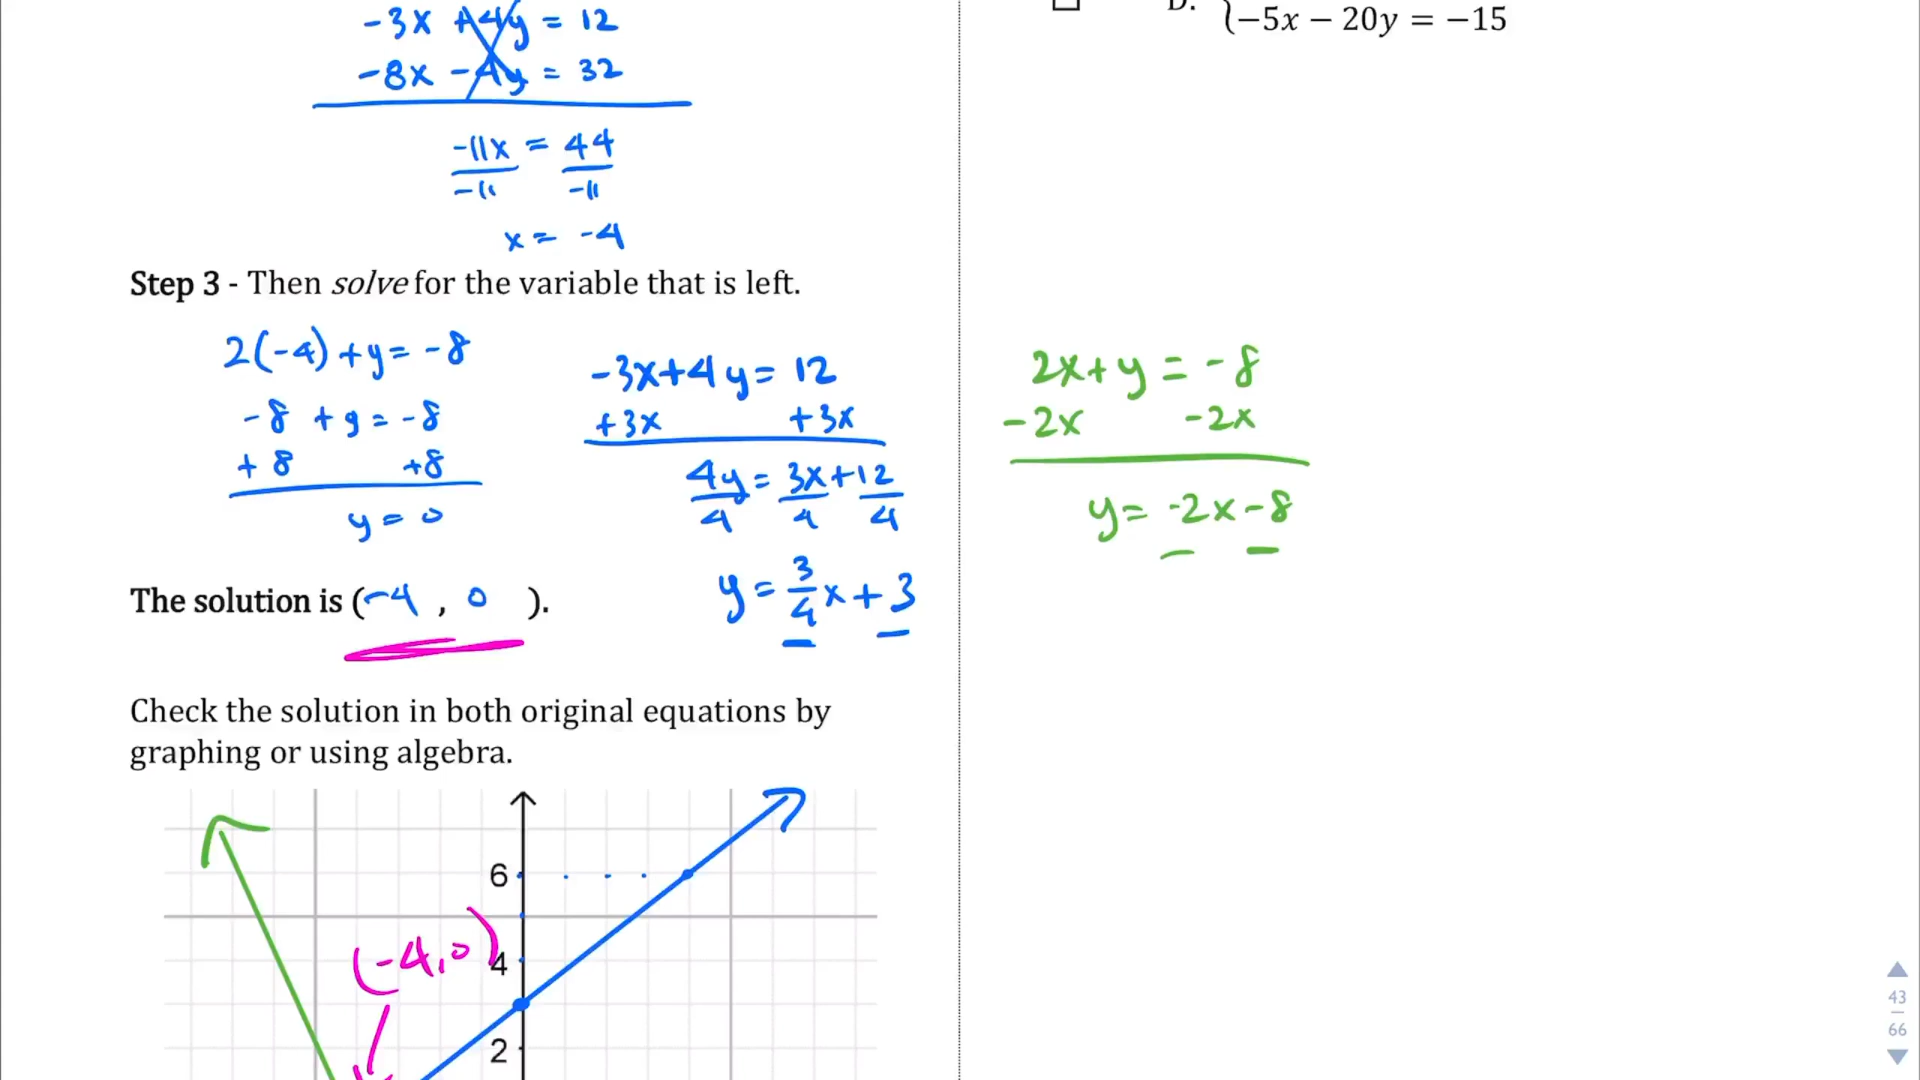 -3x +4y = 12
-8x -4y = 32
-11x = 44
-11 -11
x = -4
Step 3 - Then solve for the variable that is left.
2(-4) + y = -8
-8 + y = -8
+ 8 +8
y = 0
-3x+4y = 12
+3x +3x
4y = 3x + 12
4 4 4
y = 3/4 x + 3
The solution is (-4 , 0 ).
Check the solution in both original equations by
graphing or using algebra.
6
(-4,0)
4
2
D. {−5x − 20y = −15
2x+y = -8
-2x -2x
y = -2x -8
43
66